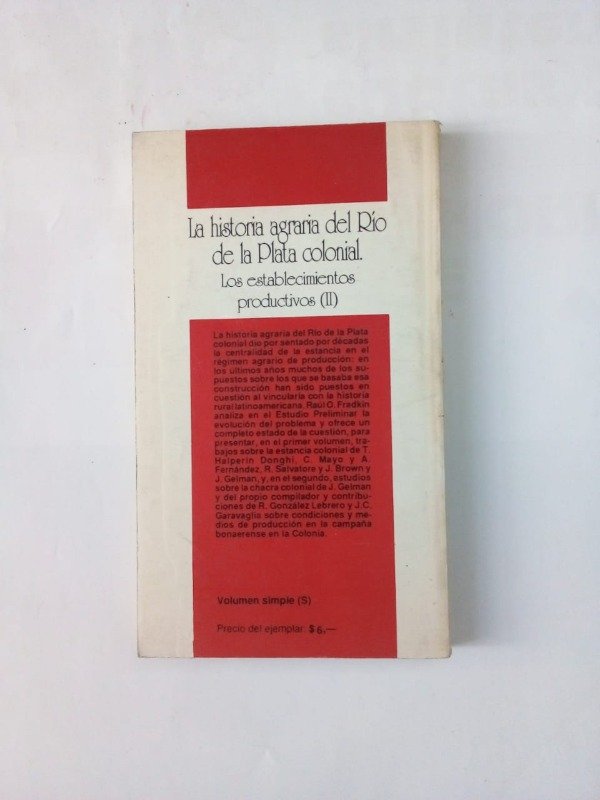 La historia agraria del Río
de la Plata colonial.
Los establecimientos
productivos (II)
La historia agraria del Río de la Plata
colonial dio por sentado por décadas
la centralidad de la estancia en el
régimen agrario de producción: en
los últimos años muchos de los su-
puestos sobre los que se basaba esa
construcción han sido puestos en
cuestión al vincularla con la historia
rural latinoamericana. Raúl O. Fradkin
analiza en el Estudio Preliminar la
evolución del problema y ofrece un
completo estado de la cuestión, para
presentar, en el primer volumen, tra-
bajos sobre la estancia colonial de T.
Halperín Donghi, C. Mayo y A.
Fernández, R. Salvatore y J. Brown y
J. Gelman, y, en el segundo, estudios
sobre la chacra colonial de J. Gelman
y del propio compilador y contribu-
ciones de R. González Lebrero y J.C.
Garavaglia sobre condiciones y me-
dios de producción en la campaña
bonaerense en la Colonia.
Volumen simple (S)
Precio del ejemplar: $ 6,—